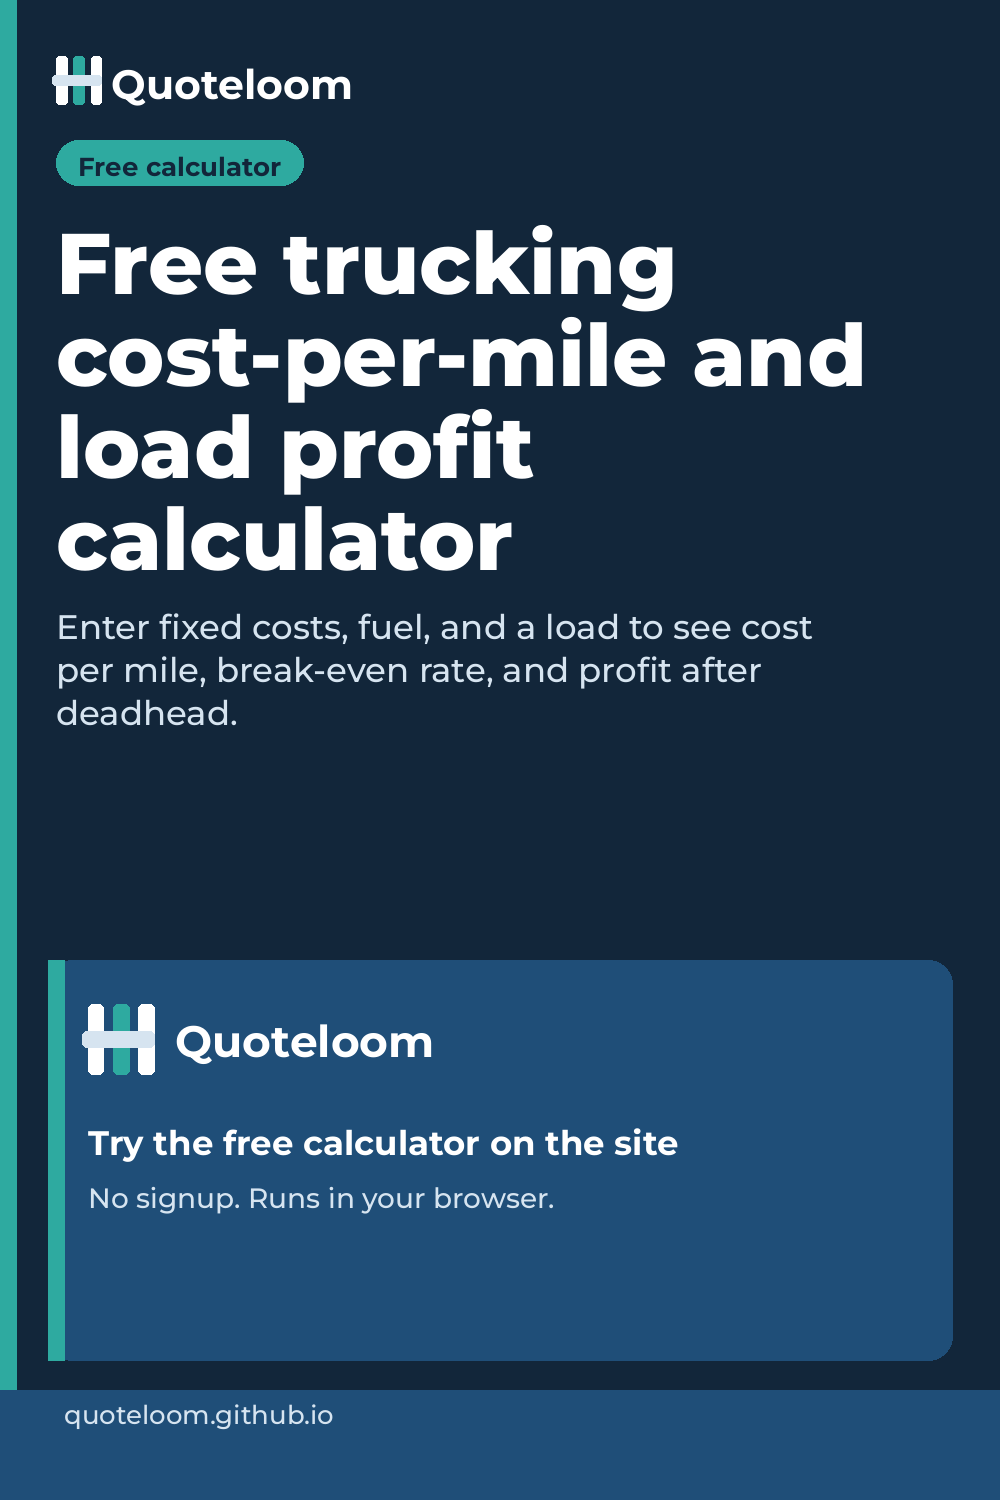 Quoteloom
Free calculator
Free trucking
cost-per-mile and
load profit
calculator
Enter fixed costs, fuel, and a load to see cost
per mile, break-even rate, and profit after
deadhead.
Quoteloom
Try the free calculator on the site
No signup. Runs in your browser.
quoteloom.github.io